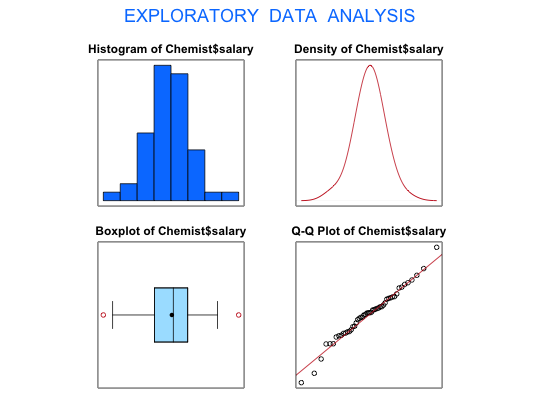 EXPLORATORY DATA ANALYSIS
Histogram of Chemist$salary
Density of Chemist$salary
Boxplot of Chemist$salary
Q-Q Plot of Chemist$salary